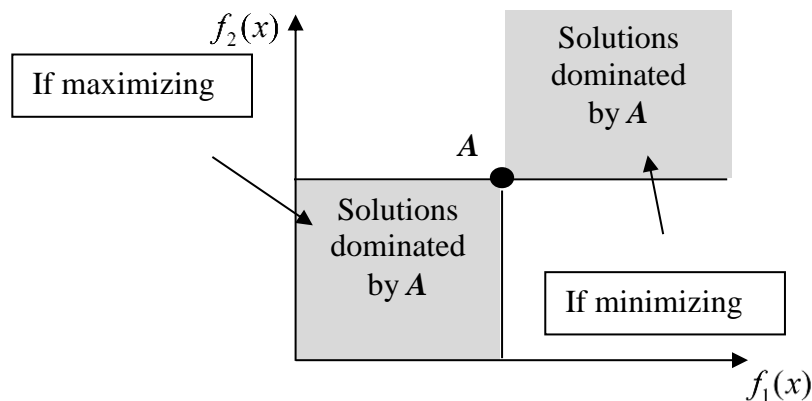 f₂(x)
Solutions
dominated
by A
If maximizing
A
Solutions
dominated
by A
If minimizing
f₁(x)